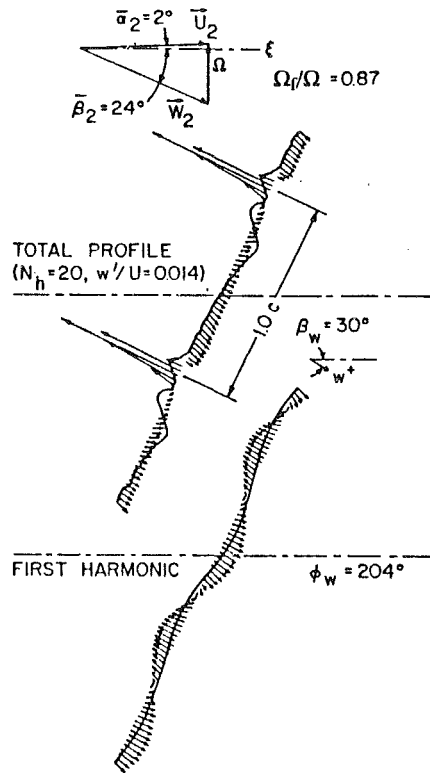 ᾱ₂ = 2°
U⃗₂
ξ
Ω
Ωf/Ω = 0.87
β̄₂ = 24°
W⃗₂
TOTAL PROFILE
(Nh = 20, w'/U = 0.014)
1.0 c
βw = 30°
w⁺
FIRST HARMONIC
ϕw = 204°